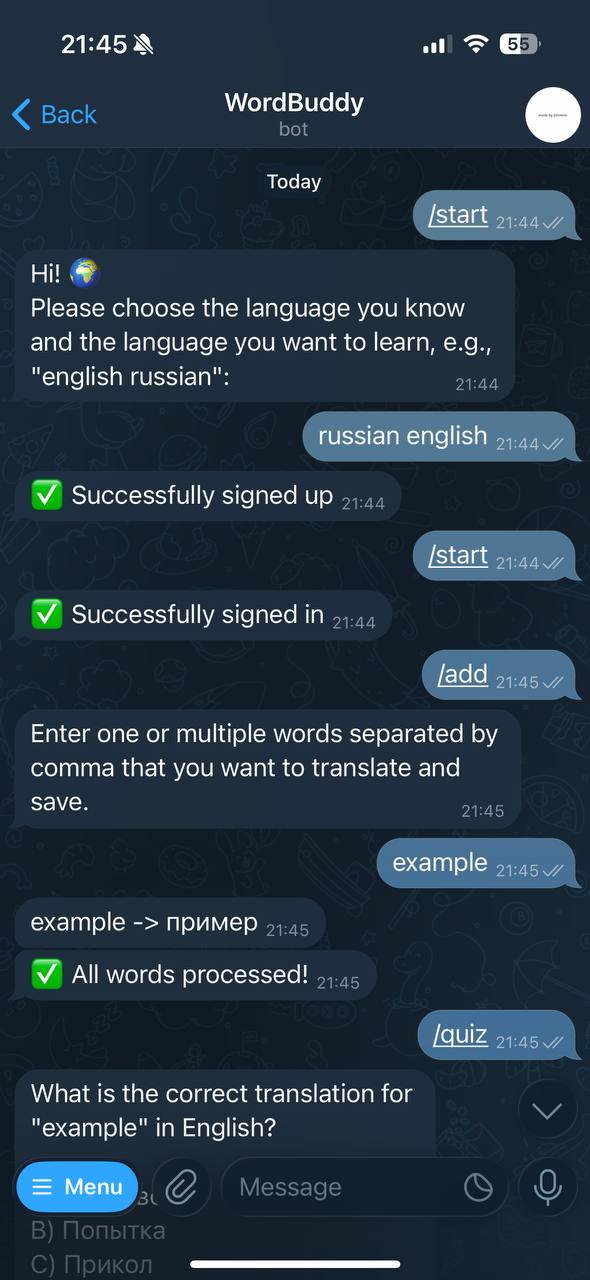 21:45
55
Back
WordBuddy
bot
Today
/start 21:44
Hi! 🌍
Please choose the language you know
and the language you want to learn, e.g.,
"english russian":
21:44
russian english 21:44
✅ Successfully signed up 21:44
/start 21:44
✅ Successfully signed in 21:44
/add 21:45
Enter one or multiple words separated by
comma that you want to translate and
save.
21:45
example 21:45
example -> пример 21:45
✅ All words processed! 21:45
/quiz 21:45
What is the correct translation for
"example" in English?
Menu
Message
B) Попытка
C) Прикол